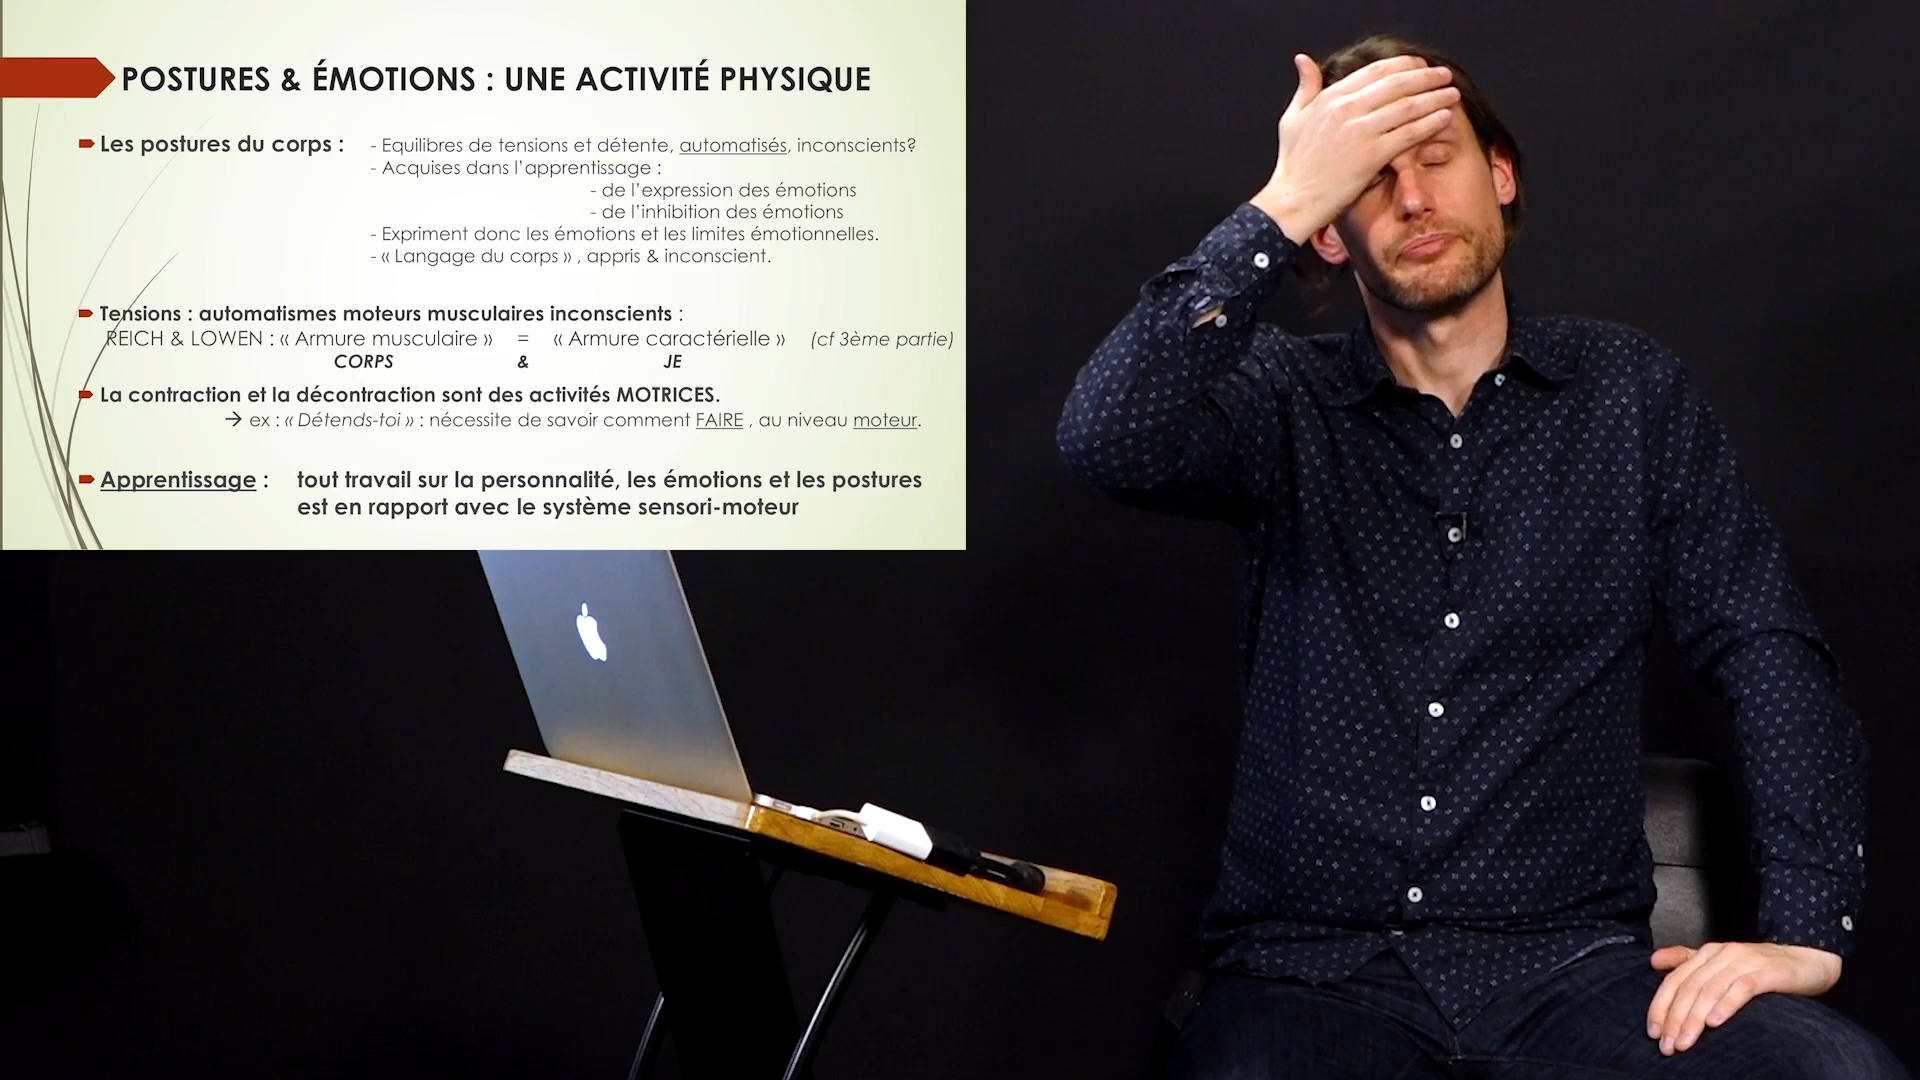 POSTURES & ÉMOTIONS : UNE ACTIVITÉ PHYSIQUE
Les postures du corps : - Equilibres de tensions et détente, automatisés, inconscients?
- Acquises dans l'apprentissage :
- de l'expression des émotions
- de l'inhibition des émotions
- Expriment donc les émotions et les limites émotionnelles.
- « Langage du corps » , appris & inconscient.
Tensions : automatismes moteurs musculaires inconscients :
REICH & LOWEN : « Armure musculaire » = « Armure caractérielle » (cf 3ème partie)
CORPS & JE
La contraction et la décontraction sont des activités MOTRICES.
→ ex : « Détends-toi » : nécessite de savoir comment FAIRE , au niveau moteur.
Apprentissage : tout travail sur la personnalité, les émotions et les postures
est en rapport avec le système sensori-moteur